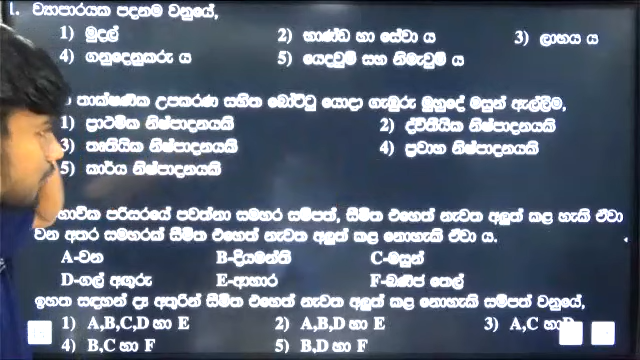 1. ව්‍යාපාරයක පදනම වනුයේ,
1) මුදල් 2) භාණ්ඩ හා සේවා ය 3) ලාභය ය
4) ගනුදෙනුකරු ය 5) යෙදවුම් සහ නිමැවුම් ය
තාක්ෂණික උපකරණ සහිත බෝට්ටු යොදා ගැඹුරු මුහුදේ මසුන් ඇල්ලීම,
1) ප්‍රාථමික නිෂ්පාදනයකි 2) ද්විතීයික නිෂ්පාදනයකි
3) තෘතීයික නිෂ්පාදනයකි 4) ප්‍රවාහ නිෂ්පාදනයකි
5) කාර්ය නිෂ්පාදනයකි
භාවික පරිසරයේ පවත්නා සමහර සම්පත්, සීමිත එහෙත් නැවත අලුත් කළ හැකි ඒවා
වන අතර සමහරක් සීමිත එහෙත් නැවත අලුත් කළ නොහැකි ඒවා ය.
A-වන B-දියමන්ති C-මසුන්
D-ගල් අඟුරු E-ආහාර F-ඛණිජ තෙල්
ඉහත සඳහන් දෑ අතුරින් සීමිත එහෙත් නැවත අලුත් කළ නොහැකි සම්පත් වනුයේ,
1) A,B,C,D හා E 2) A,B,D හා E 3) A,C හා
4) B,C හා F 5) B,D හා F